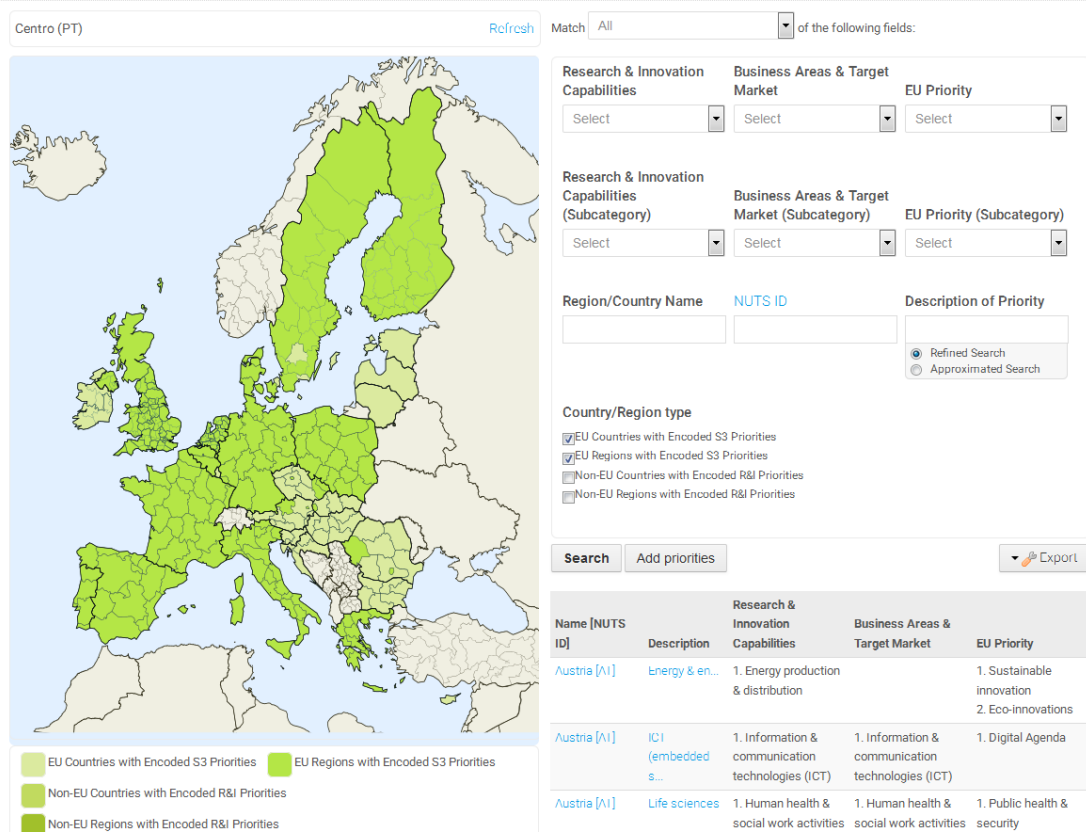 Centro (PT)
Refresh
Match All of the following fields:
Research & Innovation
Capabilities
Select
Business Areas & Target
Market
Select
EU Priority
Select
Research & Innovation
Capabilities
(Subcategory)
Select
Business Areas & Target
Market (Subcategory)
Select
EU Priority (Subcategory)
Select
Region/Country Name
NUTS ID
Description of Priority
Refined Search
Approximated Search
Country/Region type
EU Countries with Encoded S3 Priorities
EU Regions with Encoded S3 Priorities
Non-EU Countries with Encoded R&I Priorities
Non-EU Regions with Encoded R&I Priorities
Search
Add priorities
Export
Name [NUTS
ID]
Description
Research &
Innovation
Capabilities
Business Areas &
Target Market
EU Priority
Austria [AT]
Energy & en...
1. Energy production
& distribution
1. Sustainable
innovation
2. Eco-innovations
Austria [AT]
ICT
(embedded
s...
1. Information &
communication
technologies (ICT)
1. Information &
communication
technologies (ICT)
1. Digital Agenda
Austria [AT]
Life sciences
1. Human health &
social work activities
1. Human health &
social work activities
1. Public health &
security
EU Countries with Encoded S3 Priorities
EU Regions with Encoded S3 Priorities
Non-EU Countries with Encoded R&I Priorities
Non-EU Regions with Encoded R&I Priorities